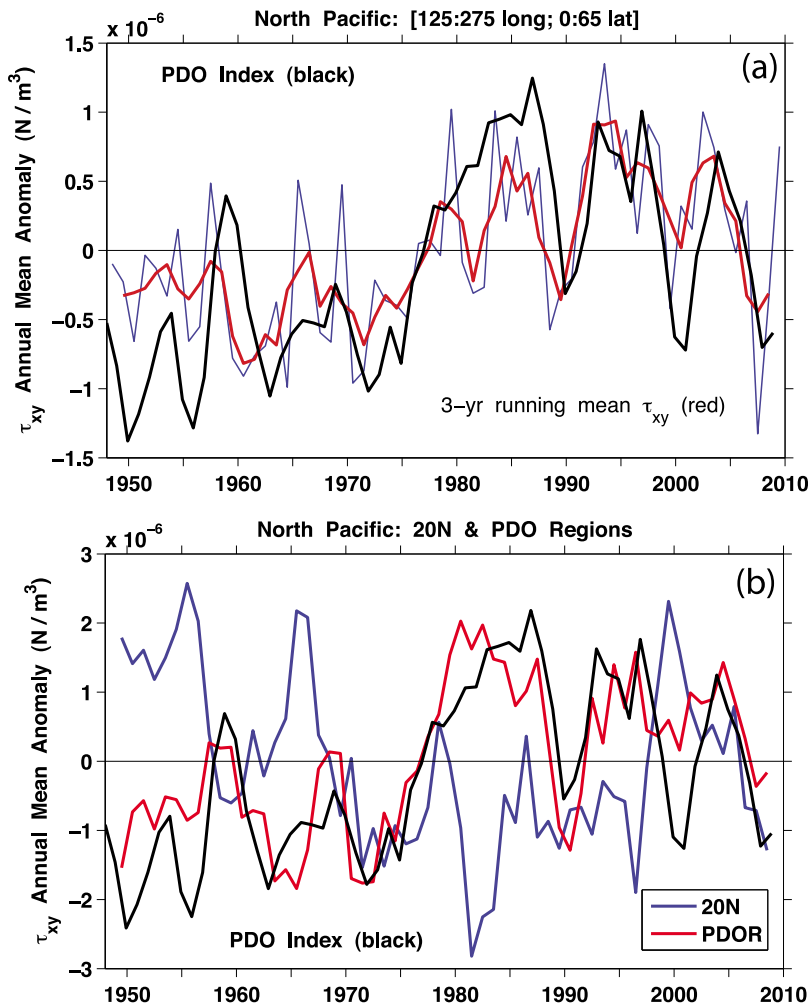 North Pacific: [125:275 long; 0:65 lat]
x 10⁻⁶
(a)
PDO Index (black)
τxy Annual Mean Anomaly (N / m³)
1.5
1
0.5
0
−0.5
−1
−1.5
3−yr running mean τxy (red)
1950 1960 1970 1980 1990 2000 2010
North Pacific: 20N & PDO Regions
x 10⁻⁶
(b)
τxy Annual Mean Anomaly (N / m³)
3
2
1
0
−1
−2
−3
PDO Index (black)
20N
PDOR
1950 1960 1970 1980 1990 2000 2010